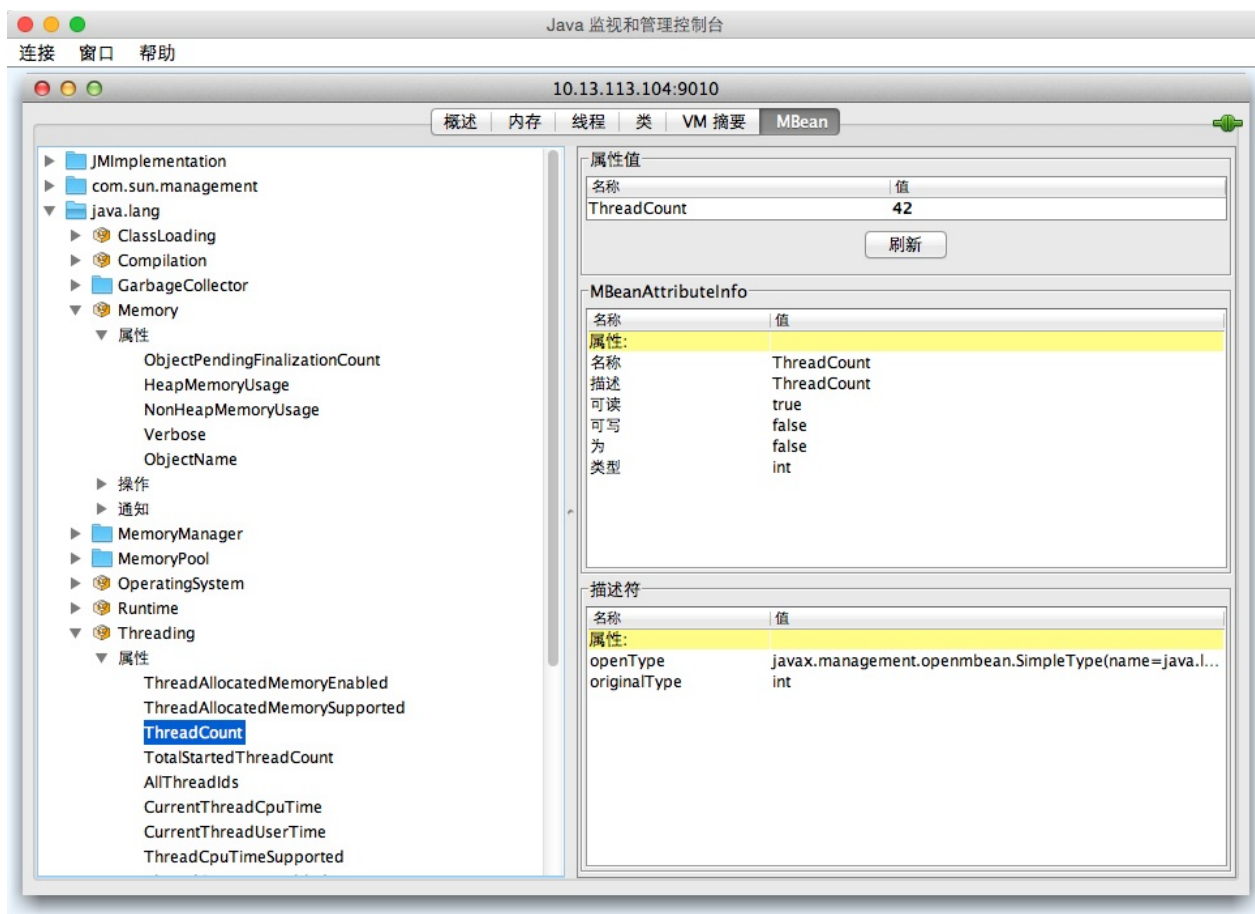 Java 监视和管理控制台
连接 窗口 帮助
10.13.113.104:9010
概述 内存 线程 类 VM 摘要 MBean
JMImplementation
com.sun.management
java.lang
ClassLoading
Compilation
GarbageCollector
Memory
属性
ObjectPendingFinalizationCount
HeapMemoryUsage
NonHeapMemoryUsage
Verbose
ObjectName
操作
通知
MemoryManager
MemoryPool
OperatingSystem
Runtime
Threading
属性
ThreadAllocatedMemoryEnabled
ThreadAllocatedMemorySupported
ThreadCount
TotalStartedThreadCount
AllThreadIds
CurrentThreadCpuTime
CurrentThreadUserTime
ThreadCpuTimeSupported
属性值
名称 值
ThreadCount 42
刷新
MBeanAttributeInfo
名称 值
属性:
名称 ThreadCount
描述 ThreadCount
可读 true
可写 false
为 false
类型 int
描述符
名称 值
属性:
openType javax.management.openmbean.SimpleType(name=java.l...
originalType int